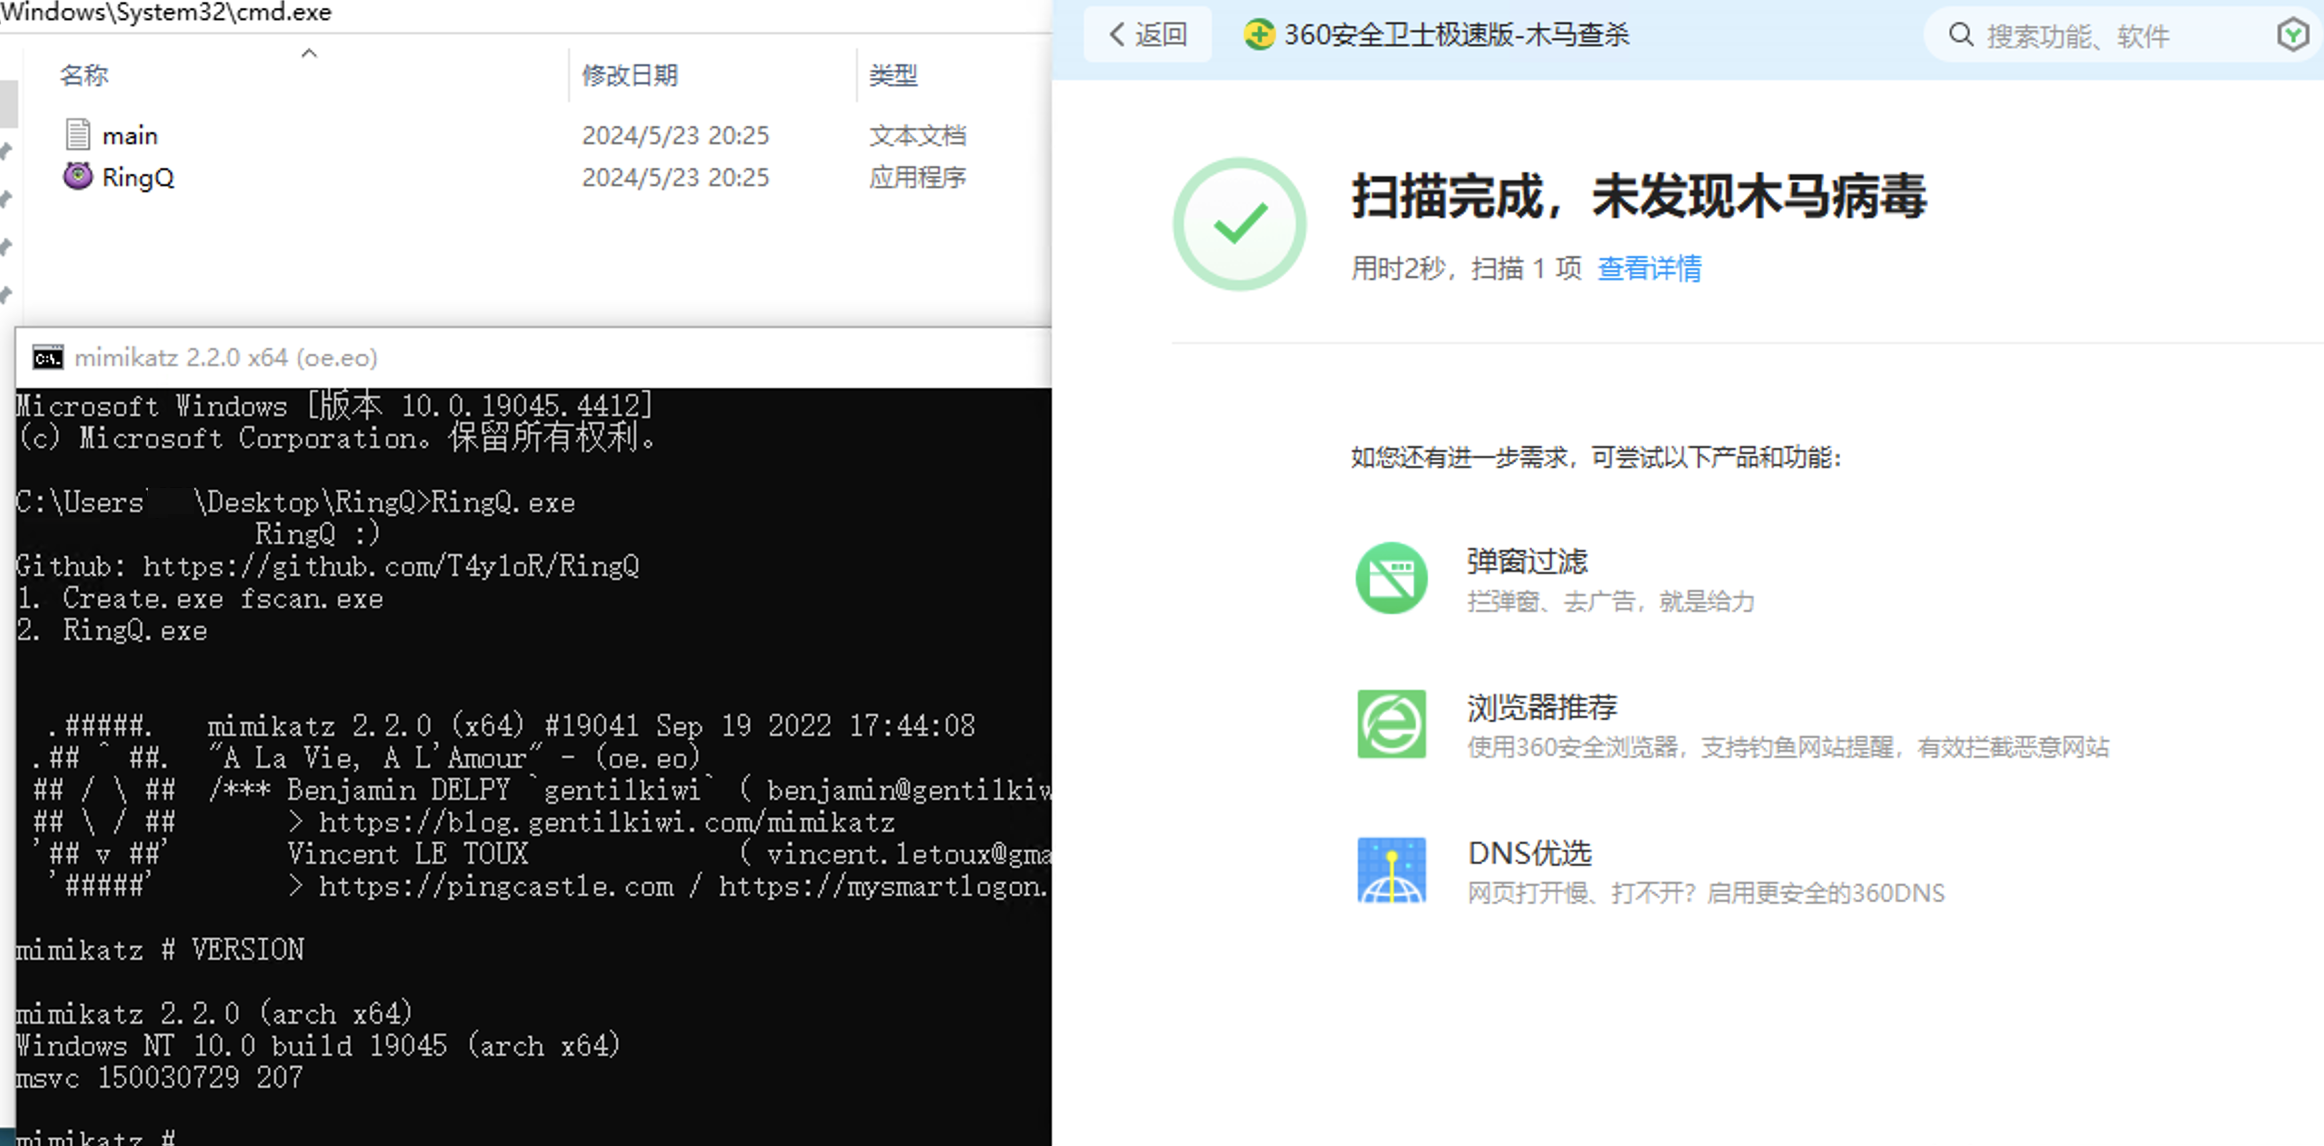 Windows\System32\cmd.exe
名称 修改日期 类型
main 2024/5/23 20:25 文本文档
RingQ 2024/5/23 20:25 应用程序
mimikatz 2.2.0 x64 (oe.eo)
Microsoft Windows [版本 10.0.19045.4412]
(c) Microsoft Corporation。保留所有权利。
C:\Users \Desktop\RingQ>RingQ.exe
RingQ :)
Github: https://github.com/T4y1oR/RingQ
1. Create.exe fscan.exe
2. RingQ.exe
.#####. mimikatz 2.2.0 (x64) #19041 Sep 19 2022 17:44:08
.## ^ ##. "A La Vie, A L'Amour" - (oe.eo)
## / \ ## /*** Benjamin DELPY `gentilkiwi` ( benjamin@gentilkiw
## \ / ## > https://blog.gentilkiwi.com/mimikatz
'## v ##' Vincent LE TOUX ( vincent.letoux@gma
'#####' > https://pingcastle.com / https://mysmartlogon.
mimikatz # VERSION
mimikatz 2.2.0 (arch x64)
Windows NT 10.0 build 19045 (arch x64)
msvc 150030729 207
mimikatz #
返回
360安全卫士极速版-木马查杀
搜索功能、软件
扫描完成，未发现木马病毒
用时2秒，扫描 1 项 查看详情
如您还有进一步需求，可尝试以下产品和功能：
弹窗过滤
拦弹窗、去广告，就是给力
浏览器推荐
使用360安全浏览器，支持钓鱼网站提醒，有效拦截恶意网站
DNS优选
网页打开慢、打不开？启用更安全的360DNS